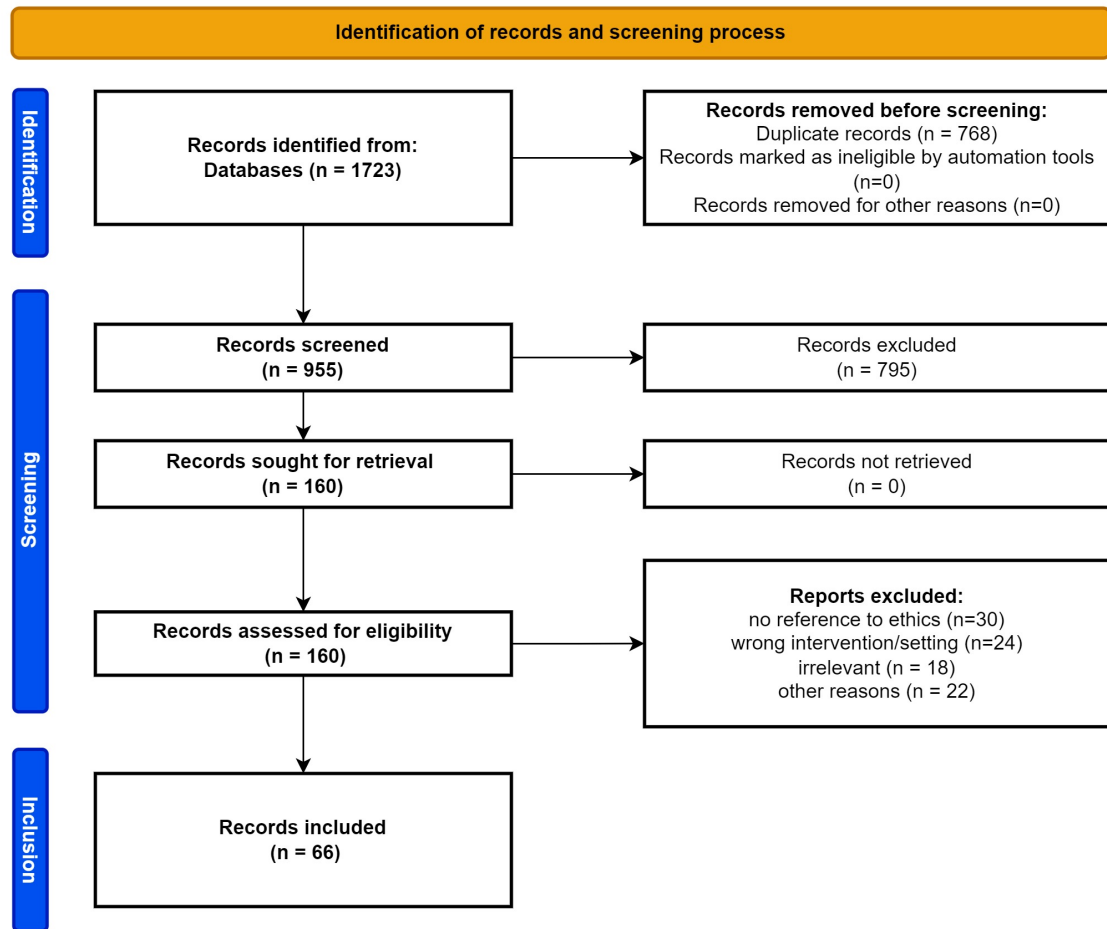 Identification of records and screening process
Identification
Records identified from:
Databases (n = 1723)
Records removed before screening:
Duplicate records (n = 768)
Records marked as ineligible by automation tools
(n=0)
Records removed for other reasons (n=0)
Screening
Records screened
(n = 955)
Records excluded
(n = 795)
Records sought for retrieval
(n = 160)
Records not retrieved
(n = 0)
Records assessed for eligibility
(n = 160)
Reports excluded:
no reference to ethics (n=30)
wrong intervention/setting (n=24)
irrelevant (n = 18)
other reasons (n = 22)
Inclusion
Records included
(n = 66)